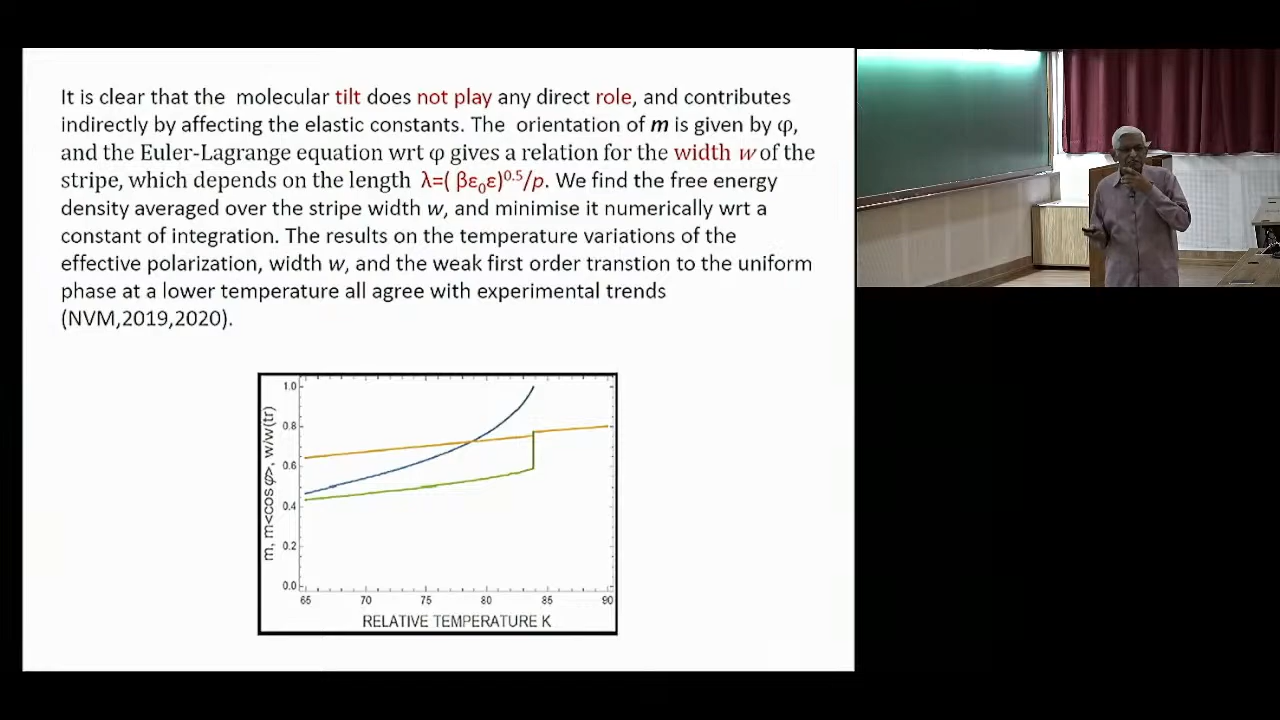 It is clear that the molecular tilt does not play any direct role, and contributes
indirectly by affecting the elastic constants. The orientation of m is given by φ,
and the Euler-Lagrange equation wrt φ gives a relation for the width w of the
stripe, which depends on the length λ=( βε₀ε)⁰·⁵/p. We find the free energy
density averaged over the stripe width w, and minimise it numerically wrt a
constant of integration. The results on the temperature variations of the
effective polarization, width w, and the weak first order transtion to the uniform
phase at a lower temperature all agree with experimental trends
(NVM,2019,2020).
m, m<cos φ>, w/w(tr)
1.0
0.8
0.6
0.4
0.2
0.0
65 70 75 80 85 90
RELATIVE TEMPERATURE K